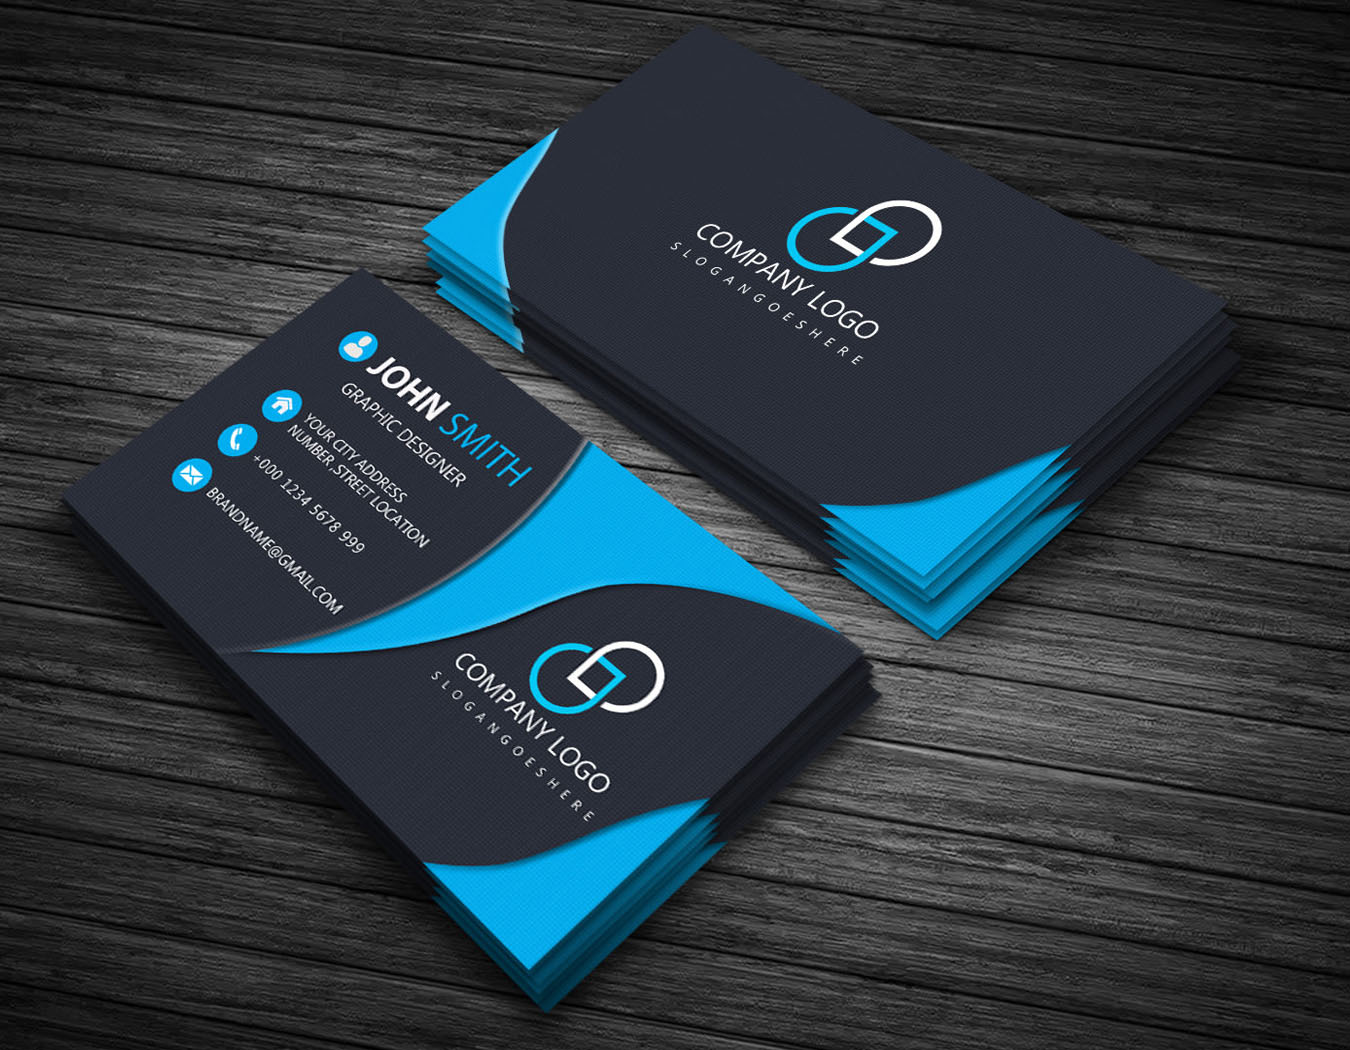 COMPANY LOGO
SLOGANGOESHERE
JOHN SMITH
GRAPHIC DESIGNER
YOUR CITY ADDRESS
NUMBER, STREET LOCATION
+000 1234 5678 999
BRANDNAME@GMAIL.COM
COMPANY LOGO
SLOGANGOESHERE